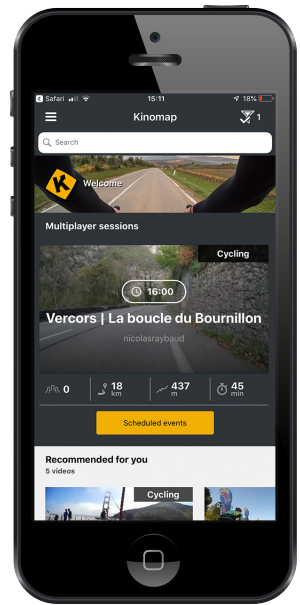 Safari 15:11 18%
Kinomap 1
Search
K Welcome
Multiplayer sessions
Cycling
16:00
Vercors | La boucle du Bournillon
nicolasraybaud
0 18 km 437 m 45 min
Scheduled events
Recommended for you
5 videos
Cycling